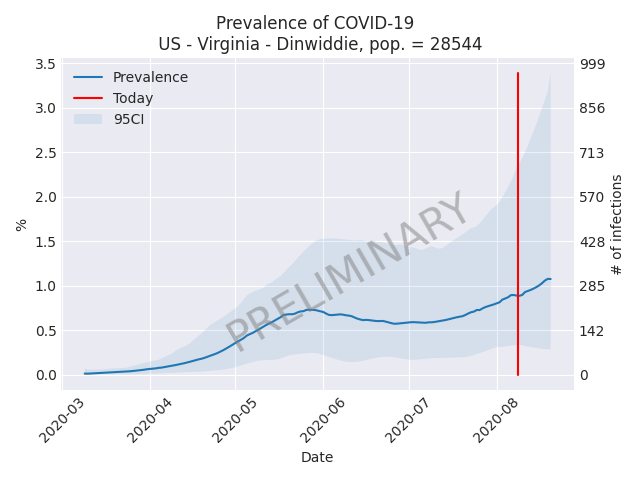 Prevalence of COVID-19
US - Virginia - Dinwiddie, pop. = 28544
Prevalence
Today
95CI
PRELIMINARY
%
3.5
3.0
2.5
2.0
1.5
1.0
0.5
0.0
999
856
713
570
428
285
142
0
# of infections
2020-03
2020-04
2020-05
2020-06
2020-07
2020-08
Date